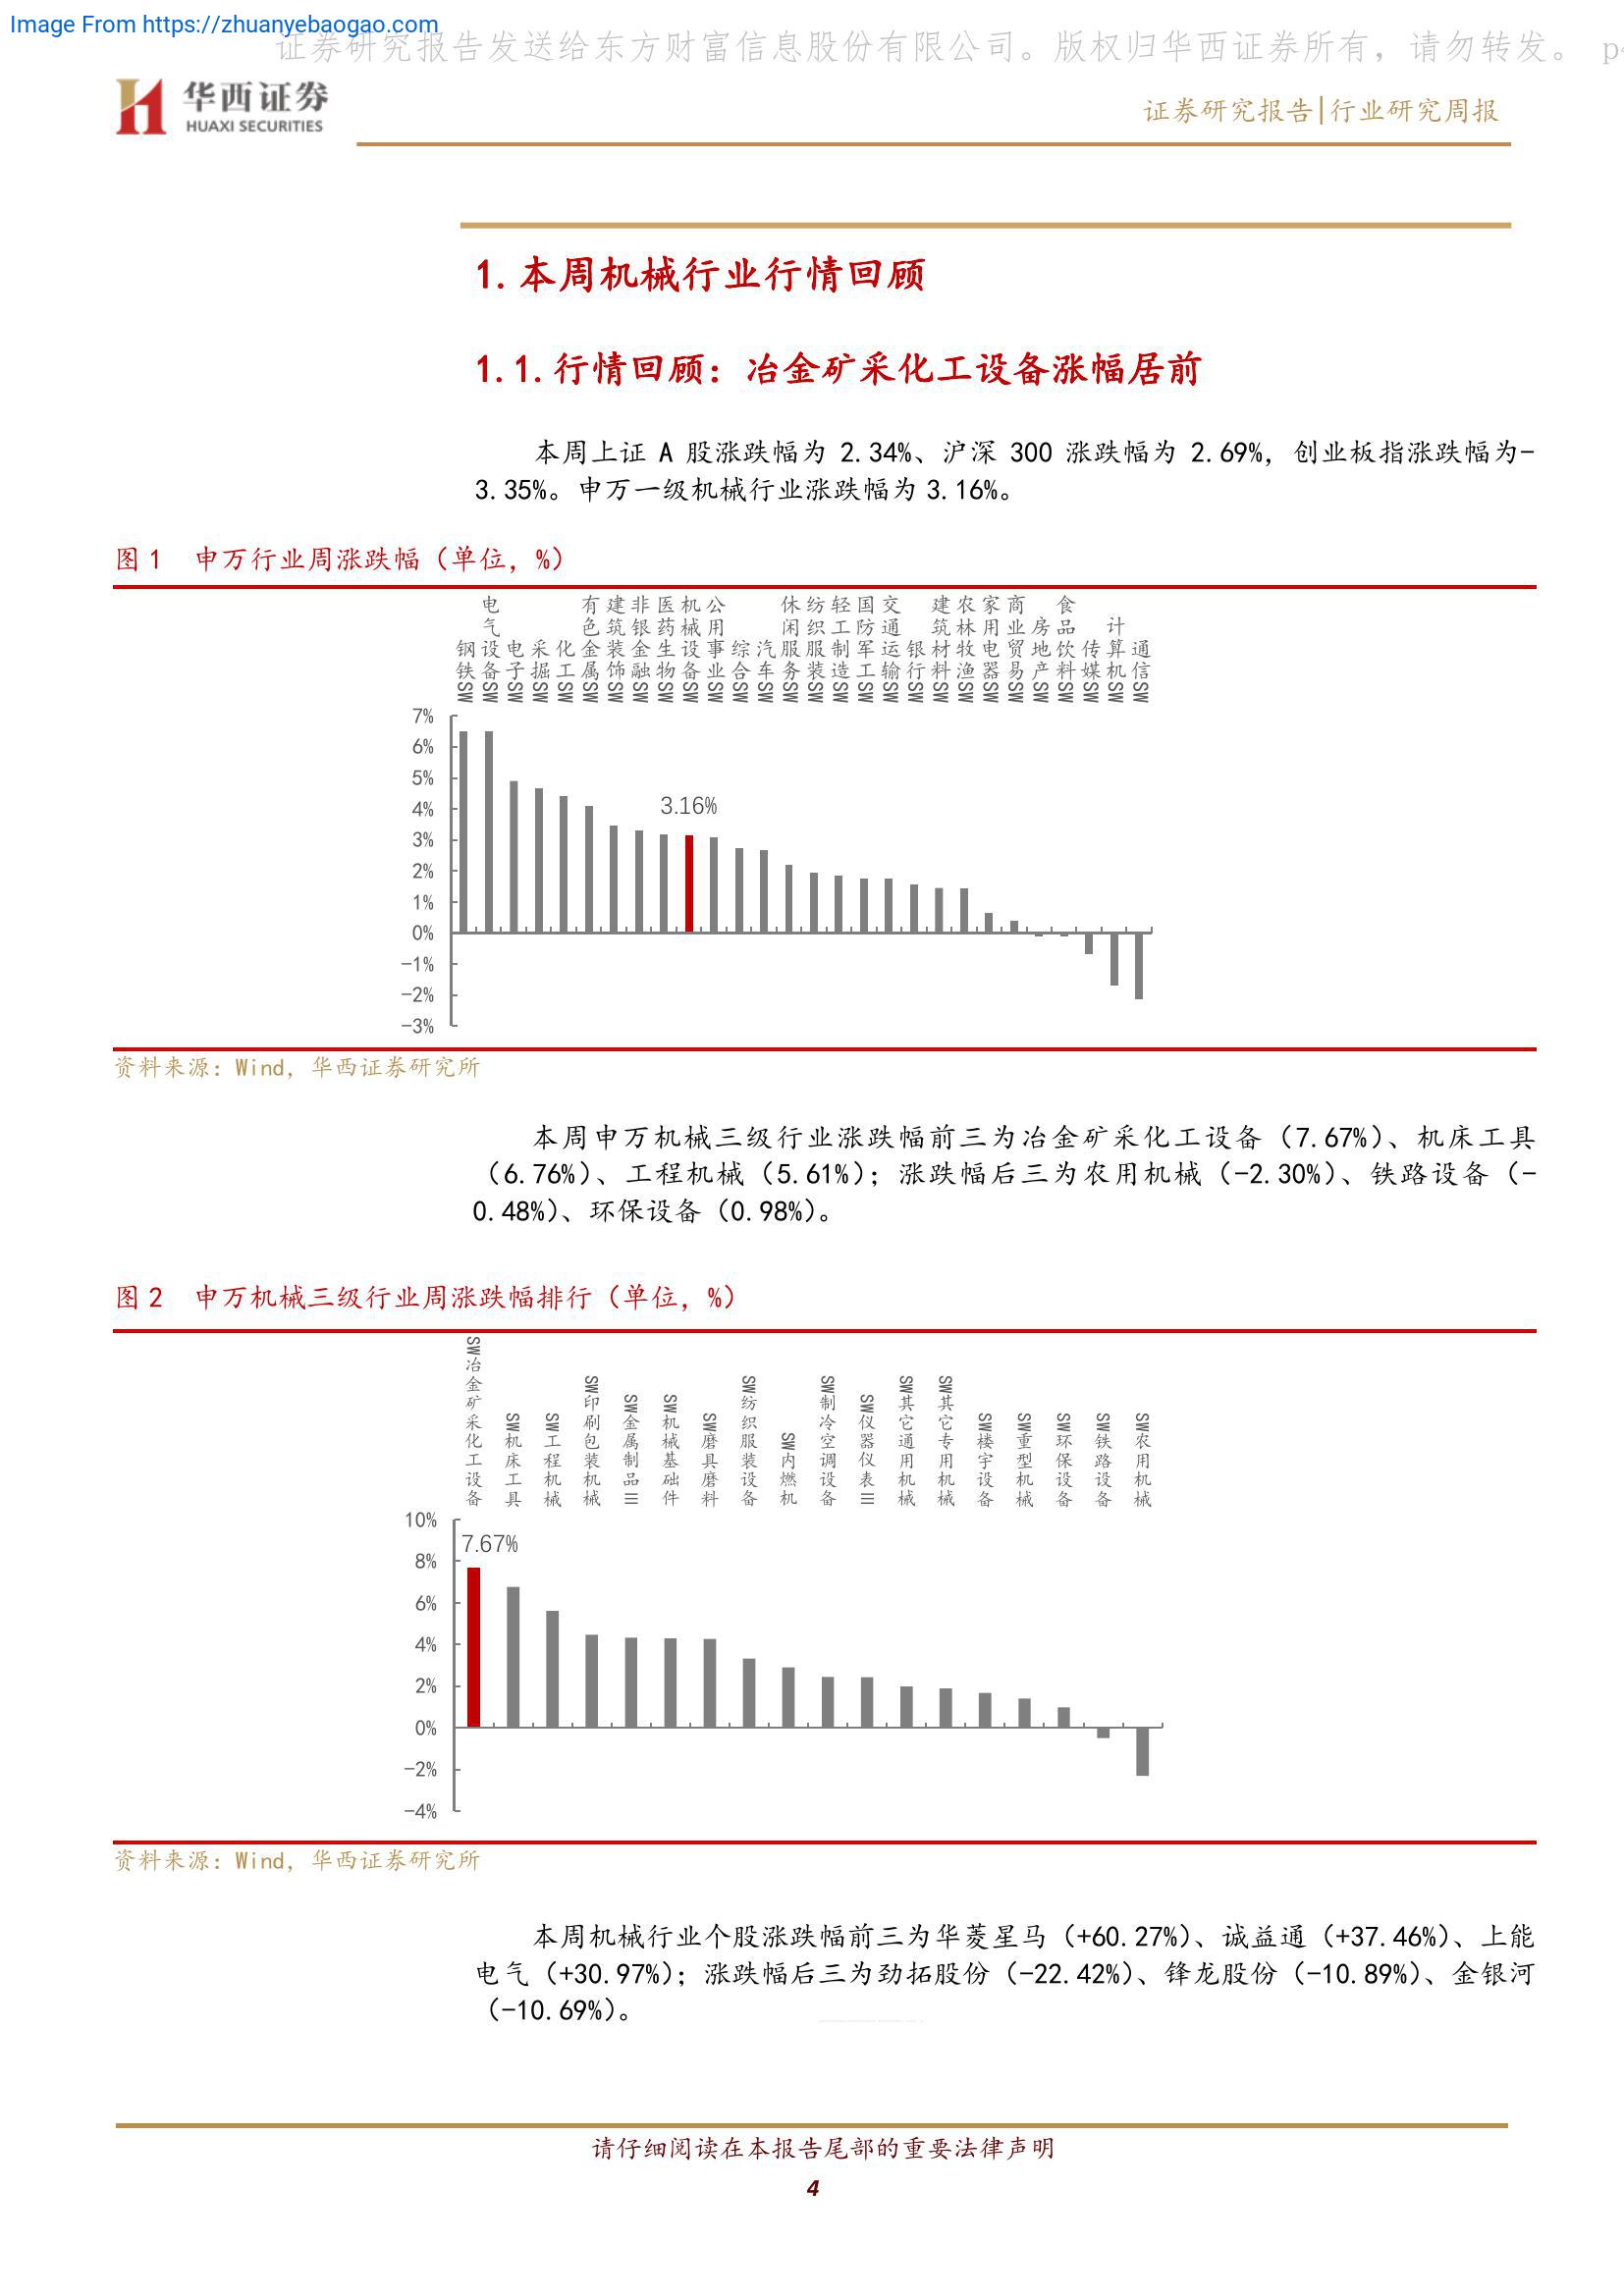 Image From https://zhuanyebaogao.com
证券研究报告发送给东方财富信息股份有限公司。版权归华西证券所有，请勿转发。 p4
华西证券
HUAXI SECURITIES
证券研究报告|行业研究周报
1.本周机械行业行情回顾
1.1.行情回顾：冶金矿采化工设备涨幅居前
本周上证 A 股涨跌幅为 2.34%、沪深 300 涨跌幅为 2.69%，创业板指涨跌幅为-
3.35%。申万一级机械行业涨跌幅为 3.16%。
图 1 申万行业周涨跌幅（单位，%）
钢铁SW
电气设备SW
电子SW
采掘SW
化工SW
有色金属SW
建筑装饰SW
非银金融SW
医药生物SW
机械设备SW
公用事业SW
综合SW
汽车SW
休闲服务SW
纺织服装SW
轻工制造SW
国防军工SW
交通运输SW
银行SW
建筑材料SW
农林牧渔SW
家用电器SW
商业贸易SW
房地产SW
食品饮料SW
传媒SW
计算机SW
通信SW
7%
6%
5%
4%
3.16%
3%
2%
1%
0%
-1%
-2%
-3%
资料来源：Wind，华西证券研究所
本周申万机械三级行业涨跌幅前三为冶金矿采化工设备（7.67%）、机床工具
（6.76%）、工程机械（5.61%）；涨跌幅后三为农用机械（-2.30%）、铁路设备（-
0.48%）、环保设备（0.98%）。
图 2 申万机械三级行业周涨跌幅排行（单位，%）
SW冶金矿采化工设备
SW机床工具
SW工程机械
SW印刷包装机械
SW金属制品Ⅲ
SW机械基础件
SW磨具磨料
SW纺织服装设备
SW内燃机
SW制冷空调设备
SW仪器仪表Ⅲ
SW其它通用机械
SW其它专用机械
SW楼宇设备
SW重型机械
SW环保设备
SW铁路设备
SW农用机械
10%
7.67%
8%
6%
4%
2%
0%
-2%
-4%
资料来源：Wind，华西证券研究所
本周机械行业个股涨跌幅前三为华菱星马（+60.27%）、诚益通（+37.46%）、上能
电气（+30.97%）；涨跌幅后三为劲拓股份（-22.42%）、锋龙股份（-10.89%）、金银河
（-10.69%）。
请仔细阅读在本报告尾部的重要法律声明
4